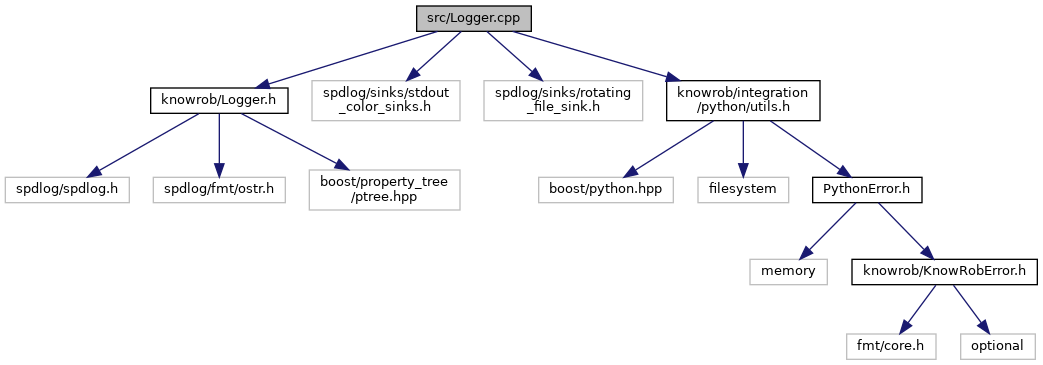 src/Logger.cpp
knowrob/Logger.h
spdlog/sinks/stdout
_color_sinks.h
spdlog/sinks/rotating
_file_sink.h
knowrob/integration
/python/utils.h
spdlog/spdlog.h
spdlog/fmt/ostr.h
boost/property_tree
/ptree.hpp
boost/python.hpp
filesystem
PythonError.h
memory
knowrob/KnowRobError.h
fmt/core.h
optional